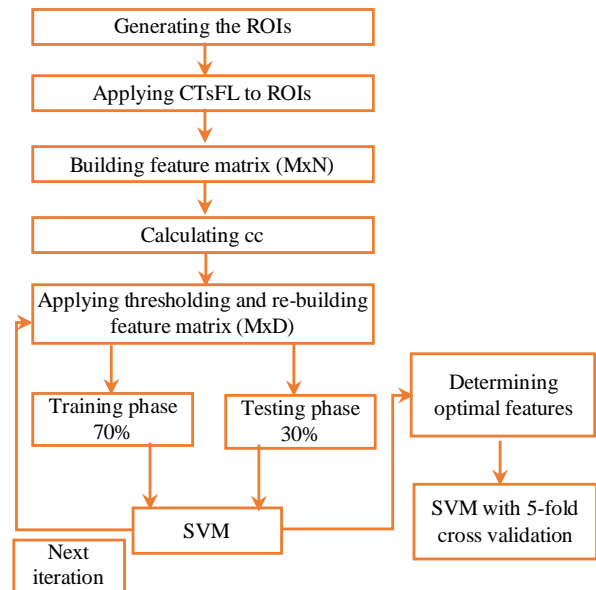 Generating the ROIs
Applying CTsFL to ROIs
Building feature matrix (MxN)
Calculating cc
Applying thresholding and re-building
feature matrix (MxD)
Training phase
70%
Testing phase
30%
SVM
Next
iteration
Determining
optimal features
SVM with 5-fold
cross validation